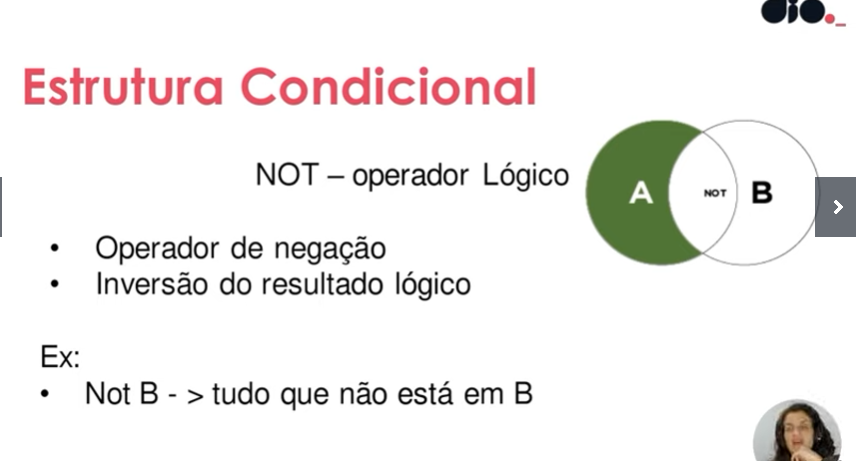 dio._
Estrutura Condicional
NOT – operador Lógico
A NOT B
• Operador de negação
• Inversão do resultado lógico
Ex:
• Not B - > tudo que não está em B